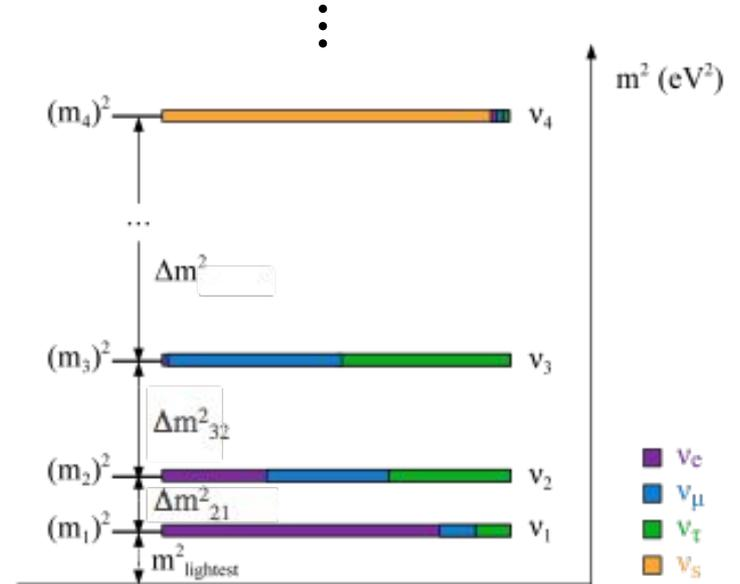 m² (eV²)
(m₄)² ν₄
...
Δm²
(m₃)² ν₃
Δm²₃₂
(m₂)² ν₂
Δm²₂₁
(m₁)² ν₁
m²lightest
νe
νμ
ντ
νs